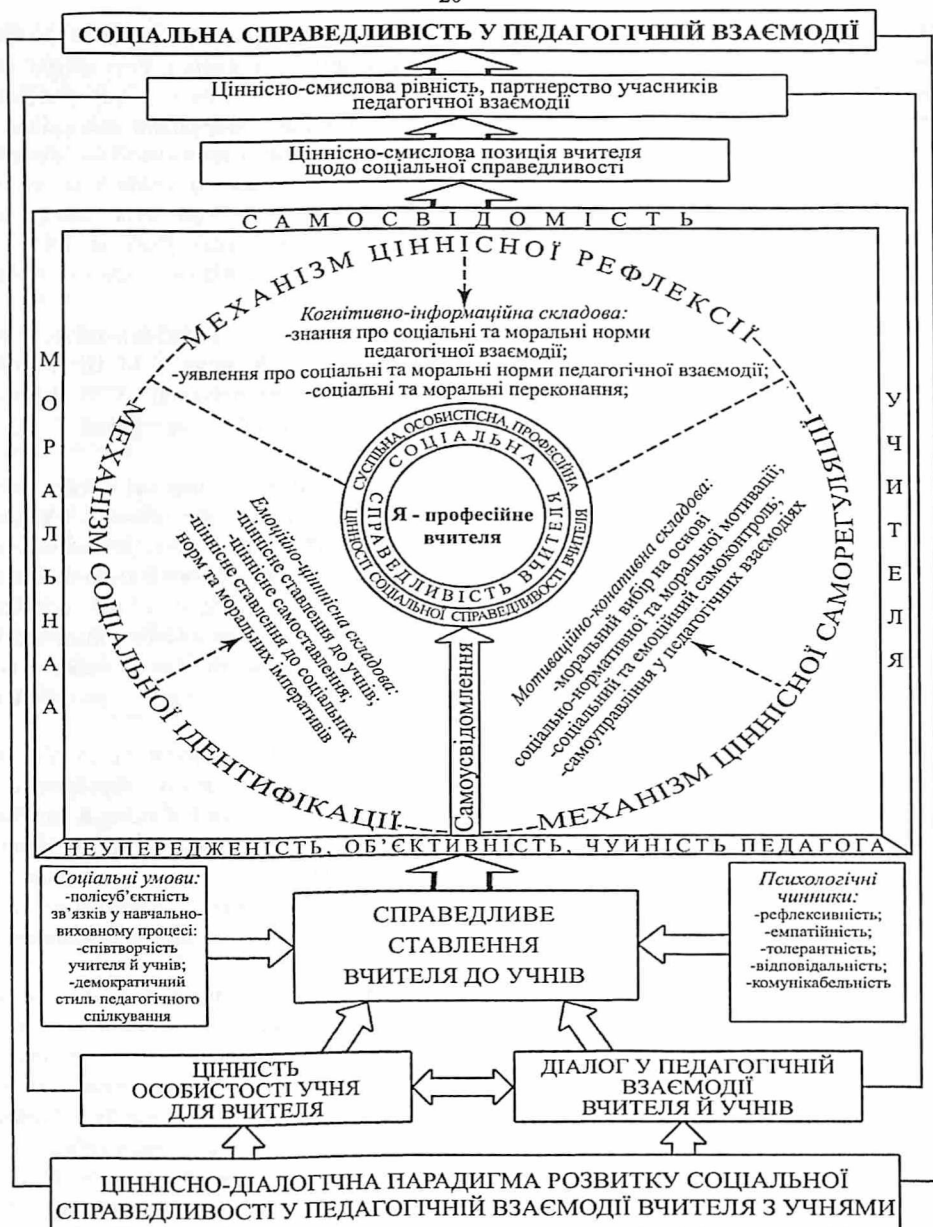 20
СОЦІАЛЬНА СПРАВЕДЛИВІСТЬ У ПЕДАГОГІЧНІЙ ВЗАЄМОДІЇ
Ціннісно-смислова рівність, партнерство учасників
педагогічної взаємодії
Ціннісно-смислова позиція вчителя
щодо соціальної справедливості
САМОСВІДОМІСТЬ
МОРАЛЬНА
УЧИТЕЛЯ
МЕХАНІЗМ ЦІННІСНОЇ РЕФЛЕКСІЇ
Когнітивно-інформаційна складова:
-знання про соціальні та моральні норми
педагогічної взаємодії;
-уявлення про соціальні та моральні норми педагогічної взаємодії;
-соціальні та моральні переконання;
МЕХАНІЗМ СОЦІАЛЬНОЇ ІДЕНТИФІКАЦІЇ
Емоційно-ціннісна складова:
-ціннісне ставлення до учнів;
-ціннісне самоставлення;
-ціннісне ставлення до соціальних
норм та моральних імперативів
СУСПІЛЬНА, ОСОБИСТІСНА, ПРОФЕСІЙНА
ЦІННОСТІ СОЦІАЛЬНОЇ СПРАВЕДЛИВОСТІ ВЧИТЕЛЯ
СОЦІАЛЬНА
СПРАВЕДЛИВІСТЬ ВЧИТЕЛЯ
Я - професійне
вчителя
Мотиваційно-конативна складова:
-моральний вибір на основі
соціально-нормативної та моральної мотивації;
-соціальний та емоційний самоконтроль;
-самоуправління у педагогічних взаємодіях
МЕХАНІЗМ ЦІННІСНОЇ САМОРЕГУЛЯЦІЇ
Самоусвідомлення
НЕУПЕРЕДЖЕНІСТЬ, ОБ’ЄКТИВНІСТЬ, ЧУЙНІСТЬ ПЕДАГОГА
Соціальні умови:
-полісуб’єктність
зв’язків у навчально-
виховному процесі:
-співтворчість
учителя й учнів;
-демократичний
стиль педагогічного
спілкування
СПРАВЕДЛИВЕ
СТАВЛЕННЯ
ВЧИТЕЛЯ ДО УЧНІВ
Психологічні
чинники:
-рефлексивність;
-емпатійність;
-толерантність;
-відповідальність;
-комунікабельність
ЦІННІСТЬ
ОСОБИСТОСТІ УЧНЯ
ДЛЯ ВЧИТЕЛЯ
ДІАЛОГ У ПЕДАГОГІЧНІЙ
ВЗАЄМОДІЇ
ВЧИТЕЛЯ Й УЧНІВ
ЦІННІСНО-ДІАЛОГІЧНА ПАРАДИГМА РОЗВИТКУ СОЦІАЛЬНОЇ
СПРАВЕДЛИВОСТІ У ПЕДАГОГІЧНІЙ ВЗАЄМОДІЇ ВЧИТЕЛЯ З УЧНЯМИ